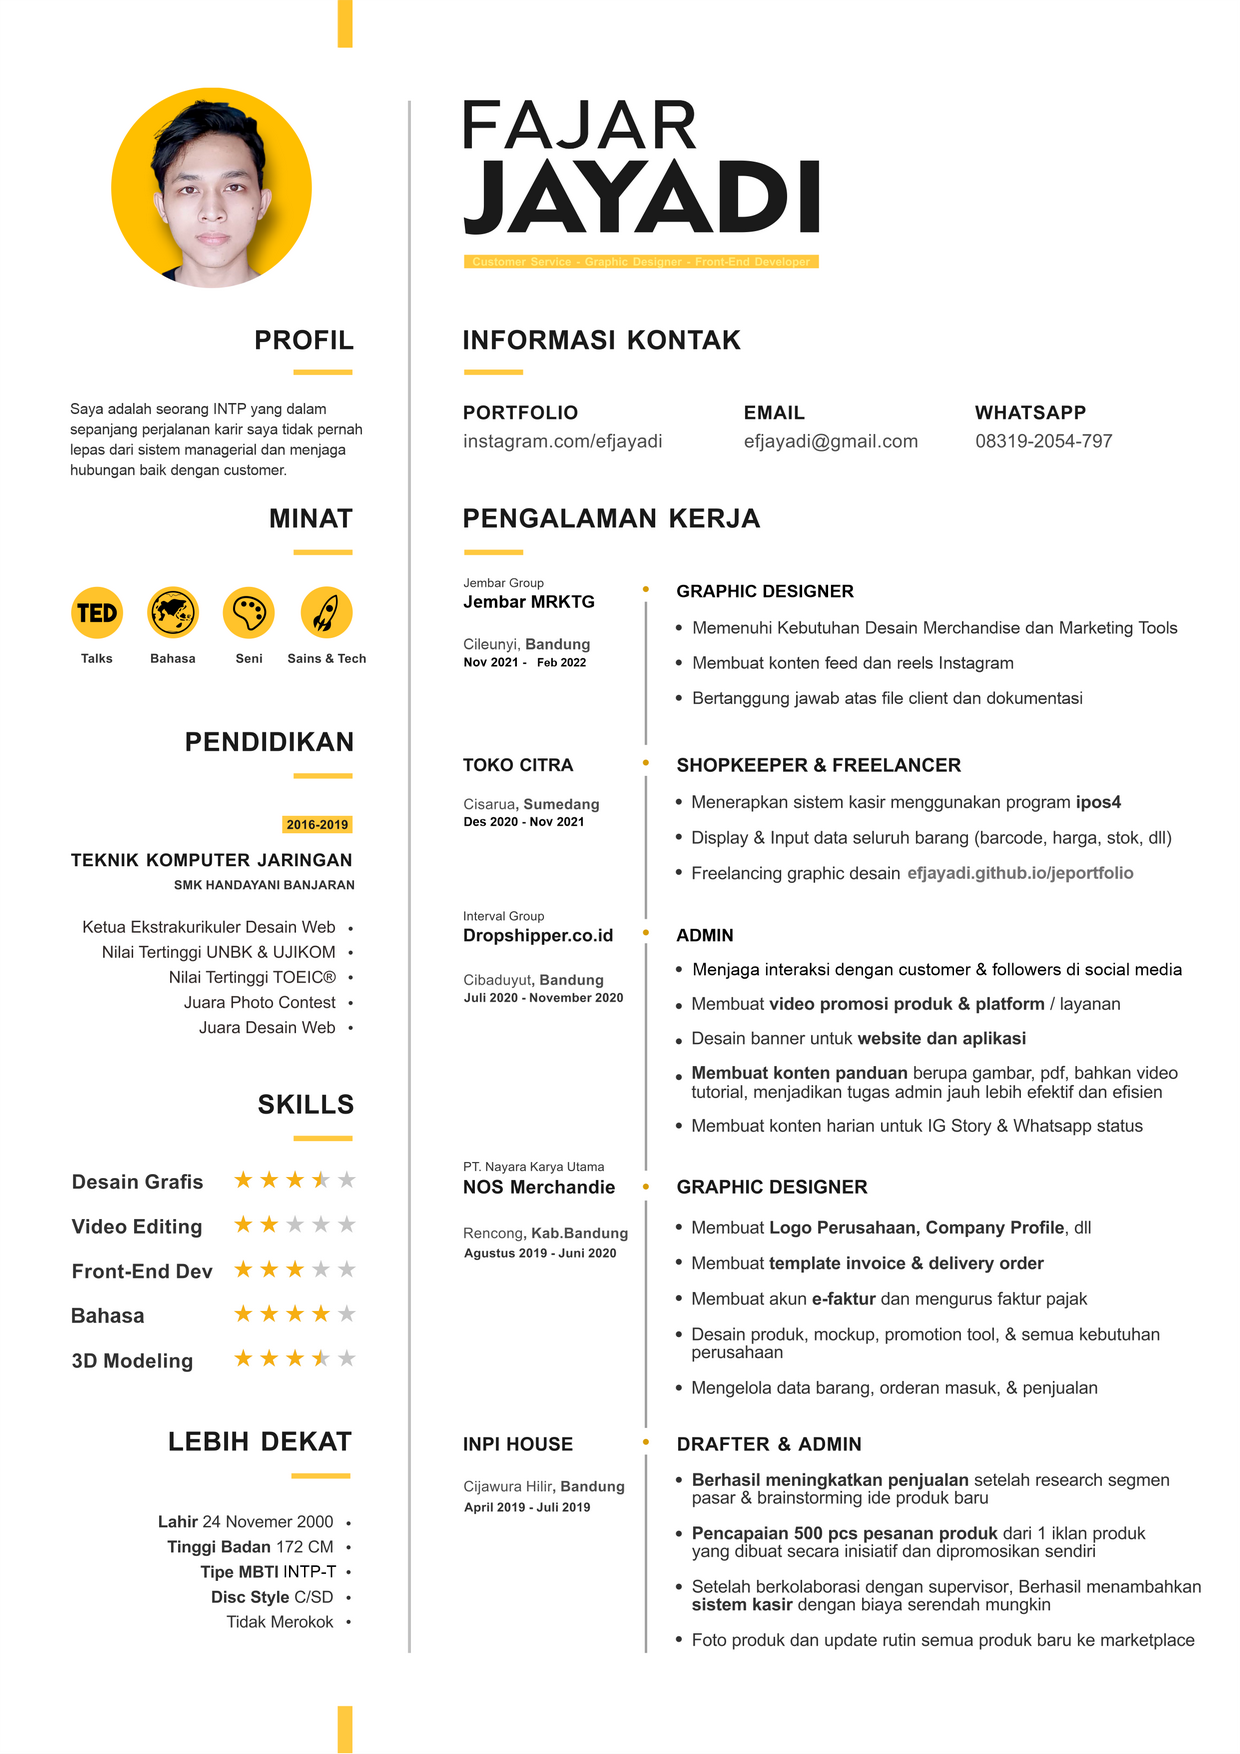 FAJAR
JAYADI
Customer Service - Graphic Designer - Front-End Developer
PROFIL
Saya adalah seorang INTP yang dalam
sepanjang perjalanan karir saya tidak pernah
lepas dari sistem managerial dan menjaga
hubungan baik dengan customer.
MINAT
TED
Talks
Bahasa
Seni
Sains & Tech
PENDIDIKAN
2016-2019
TEKNIK KOMPUTER JARINGAN
SMK HANDAYANI BANJARAN
Ketua Ekstrakurikuler Desain Web •
Nilai Tertinggi UNBK & UJIKOM •
Nilai Tertinggi TOEIC® •
Juara Photo Contest •
Juara Desain Web •
SKILLS
Desain Grafis
Video Editing
Front-End Dev
Bahasa
3D Modeling
LEBIH DEKAT
Lahir 24 Novemer 2000 •
Tinggi Badan 172 CM •
Tipe MBTI INTP-T •
Disc Style C/SD •
Tidak Merokok •
INFORMASI KONTAK
PORTFOLIO
instagram.com/efjayadi
EMAIL
efjayadi@gmail.com
WHATSAPP
08319-2054-797
PENGALAMAN KERJA
Jembar Group
Jembar MRKTG
Cileunyi, Bandung
Nov 2021 - Feb 2022
GRAPHIC DESIGNER
• Memenuhi Kebutuhan Desain Merchandise dan Marketing Tools
• Membuat konten feed dan reels Instagram
• Bertanggung jawab atas file client dan dokumentasi
TOKO CITRA
Cisarua, Sumedang
Des 2020 - Nov 2021
SHOPKEEPER & FREELANCER
• Menerapkan sistem kasir menggunakan program ipos4
• Display & Input data seluruh barang (barcode, harga, stok, dll)
• Freelancing graphic desain efjayadi.github.io/jeportfolio
Interval Group
Dropshipper.co.id
Cibaduyut, Bandung
Juli 2020 - November 2020
ADMIN
• Menjaga interaksi dengan customer & followers di social media
• Membuat video promosi produk & platform / layanan
• Desain banner untuk website dan aplikasi
• Membuat konten panduan berupa gambar, pdf, bahkan video
tutorial, menjadikan tugas admin jauh lebih efektif dan efisien
• Membuat konten harian untuk IG Story & Whatsapp status
PT. Nayara Karya Utama
NOS Merchandie
Rencong, Kab.Bandung
Agustus 2019 - Juni 2020
GRAPHIC DESIGNER
• Membuat Logo Perusahaan, Company Profile, dll
• Membuat template invoice & delivery order
• Membuat akun e-faktur dan mengurus faktur pajak
• Desain produk, mockup, promotion tool, & semua kebutuhan
perusahaan
• Mengelola data barang, orderan masuk, & penjualan
INPI HOUSE
Cijawura Hilir, Bandung
April 2019 - Juli 2019
DRAFTER & ADMIN
• Berhasil meningkatkan penjualan setelah research segmen
pasar & brainstorming ide produk baru
• Pencapaian 500 pcs pesanan produk dari 1 iklan produk
yang dibuat secara inisiatif dan dipromosikan sendiri
• Setelah berkolaborasi dengan supervisor, Berhasil menambahkan
sistem kasir dengan biaya serendah mungkin
• Foto produk dan update rutin semua produk baru ke marketplace